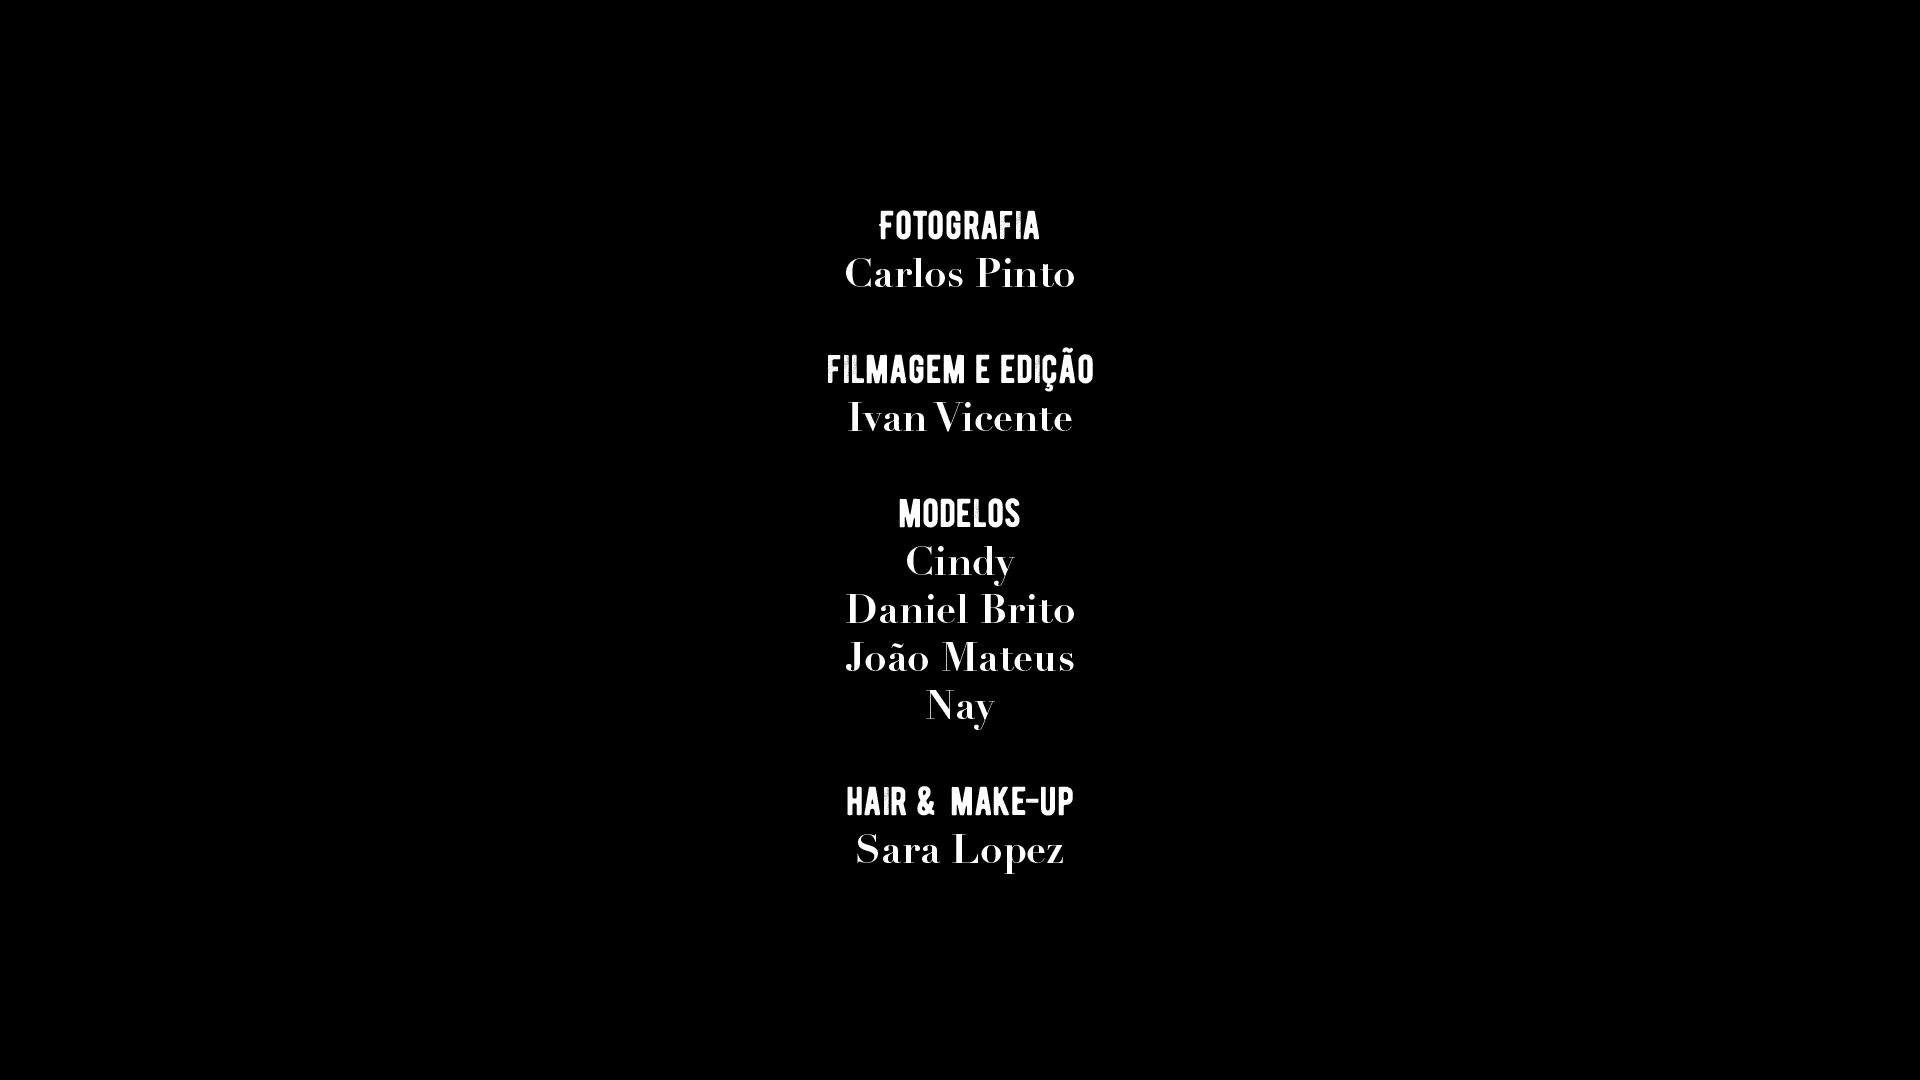 FOTOGRAFIA
Carlos Pinto
FILMAGEM E EDIÇÃO
Ivan Vicente
MODELOS
Cindy
Daniel Brito
João Mateus
Nay
HAIR & MAKE-UP
Sara Lopez